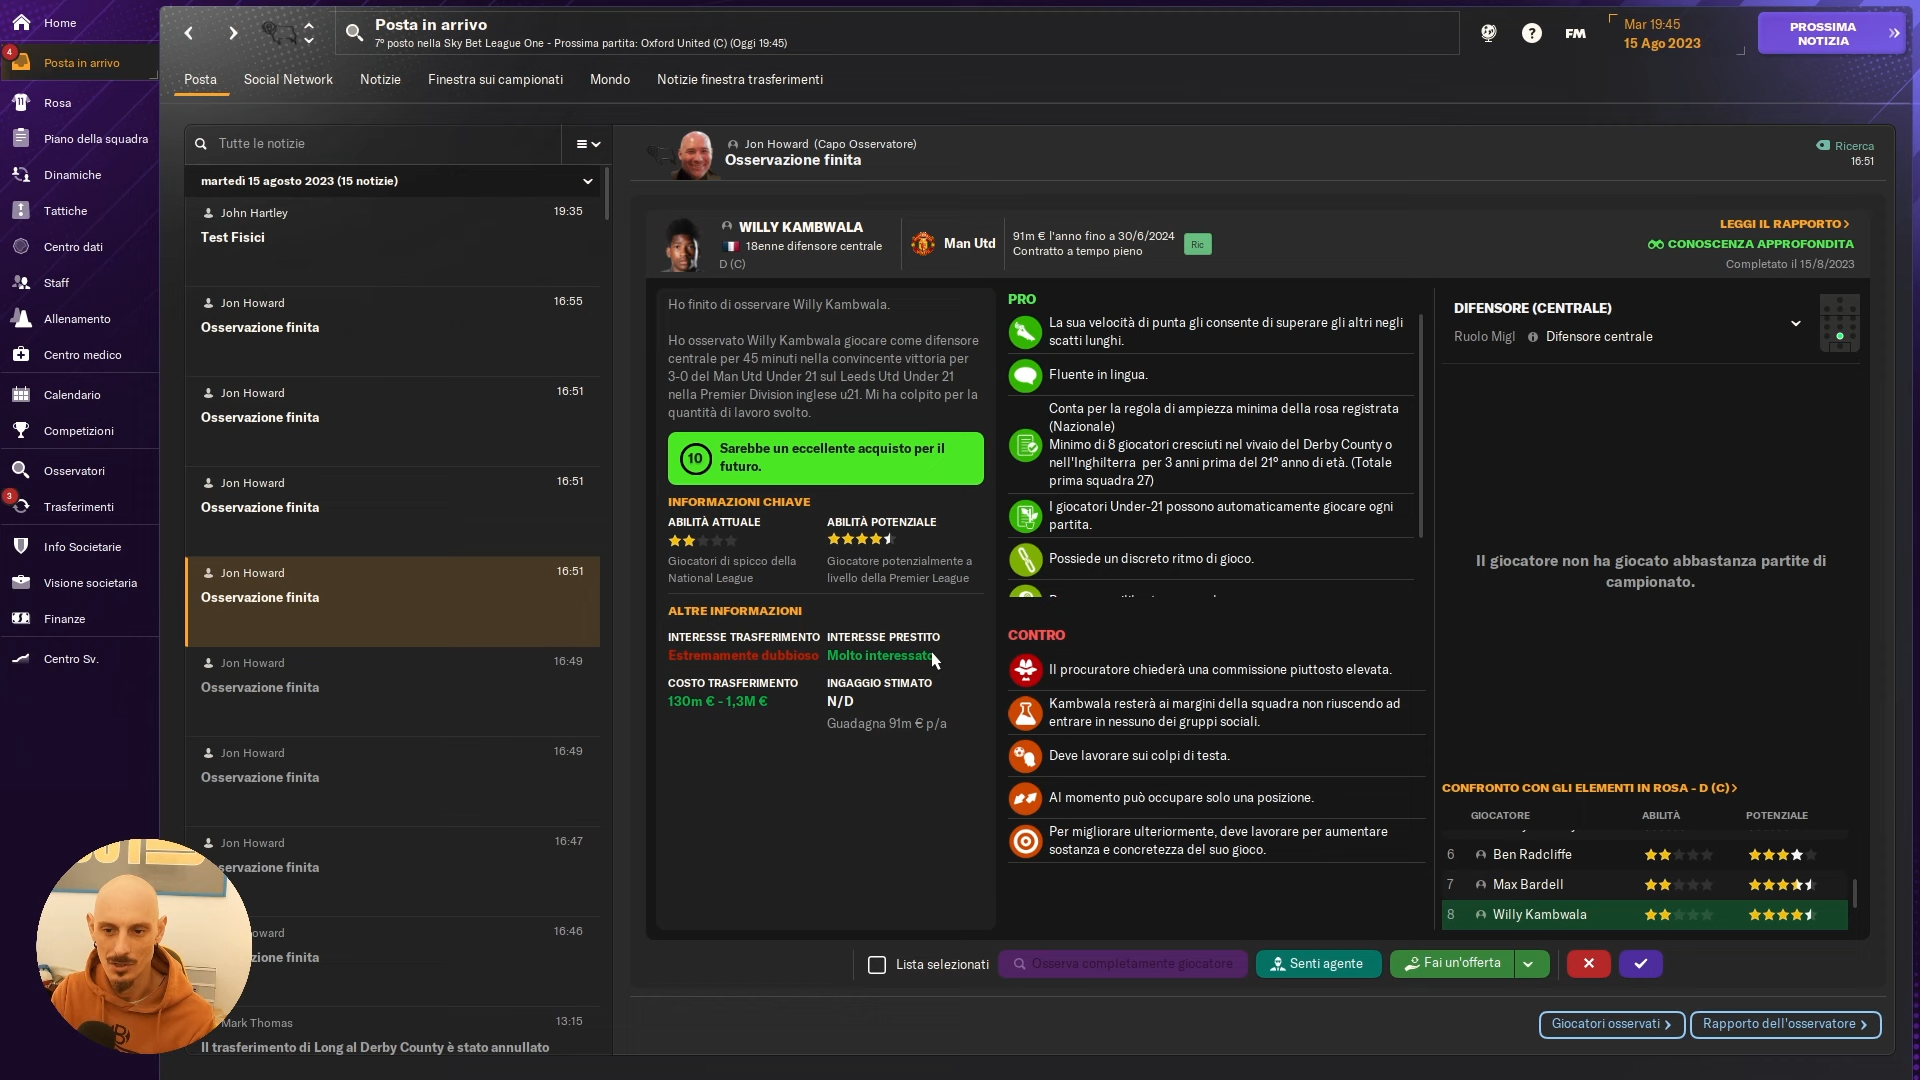 Home
4
Posta in arrivo
Rosa
Piano della squadra
Dinamiche
Tattiche
Centro dati
Staff
Allenamento
Centro medico
Calendario
Competizioni
Osservatori
3
Trasferimenti
Info Societarie
Visione societaria
Finanze
Centro Sv.
Posta in arrivo
7º posto nella Sky Bet League One - Prossima partita: Oxford United (C) (Oggi 19:45)
FM
Mar 19:45
15 Ago 2023
PROSSIMA
NOTIZIA
Posta Social Network Notizie Finestra sui campionati Mondo Notizie finestra trasferimenti
Tutte le notizie
martedì 15 agosto 2023 (15 notizie)
John Hartley 19:35
Test Fisici
Jon Howard 16:55
Osservazione finita
Jon Howard 16:51
Osservazione finita
Jon Howard 16:51
Osservazione finita
Jon Howard 16:51
Osservazione finita
Jon Howard 16:49
Osservazione finita
Jon Howard 16:49
Osservazione finita
Jon Howard 16:47
finita
16:46
Mark Thomas 13:15
Il trasferimento di Long al Derby County è stato annullato
Jon Howard (Capo Osservatore)
Osservazione finita
Ricerca
16:51
WILLY KAMBWALA
18enne difensore centrale
D (C)
Man Utd
91m € l'anno fino a 30/6/2024
Contratto a tempo pieno
Ric
LEGGI IL RAPPORTO
CONOSCENZA APPROFONDITA
Completato il 15/8/2023
Ho finito di osservare Willy Kambwala.
Ho osservato Willy Kambwala giocare come difensore
centrale per 45 minuti nella convincente vittoria per
3-0 del Man Utd Under 21 sul Leeds Utd Under 21
nella Premier Division inglese u21. Mi ha colpito per la
quantità di lavoro svolto.
10
Sarebbe un eccellente acquisto per il
futuro.
INFORMAZIONI CHIAVE
ABILITÀ ATTUALE ABILITÀ POTENZIALE
Giocatori di spicco della
National League
Giocatore potenzialmente a
livello della Premier League
ALTRE INFORMAZIONI
INTERESSE TRASFERIMENTO INTERESSE PRESTITO
Estremamente dubbioso Molto interessato
COSTO TRASFERIMENTO INGAGGIO STIMATO
130m € - 1,3M € N/D
Guadagna 91m € p/a
PRO
La sua velocità di punta gli consente di superare gli altri negli
scatti lunghi.
Fluente in lingua.
Conta per la regola di ampiezza minima della rosa registrata
(Nazionale)
Minimo di 8 giocatori cresciuti nel vivaio del Derby County o
nell'Inghilterra per 3 anni prima del 21º anno di età. (Totale
prima squadra 27)
I giocatori Under-21 possono automaticamente giocare ogni
partita.
Possiede un discreto ritmo di gioco.
CONTRO
Il procuratore chiederà una commissione piuttosto elevata.
Kambwala resterà ai margini della squadra non riuscendo ad
entrare in nessuno dei gruppi sociali.
Deve lavorare sui colpi di testa.
Al momento può occupare solo una posizione.
Per migliorare ulteriormente, deve lavorare per aumentare
sostanza e concretezza del suo gioco.
DIFENSORE (CENTRALE)
Ruolo Migl Difensore centrale
Il giocatore non ha giocato abbastanza partite di
campionato.
CONFRONTO CON GLI ELEMENTI IN ROSA - D (C)
GIOCATORE ABILITÀ POTENZIALE
6 Ben Radcliffe
7 Max Bardell
8 Willy Kambwala
Lista selezionati
Osserva completamente giocatore
Senti agente
Fai un'offerta
Giocatori osservati
Rapporto dell'osservatore